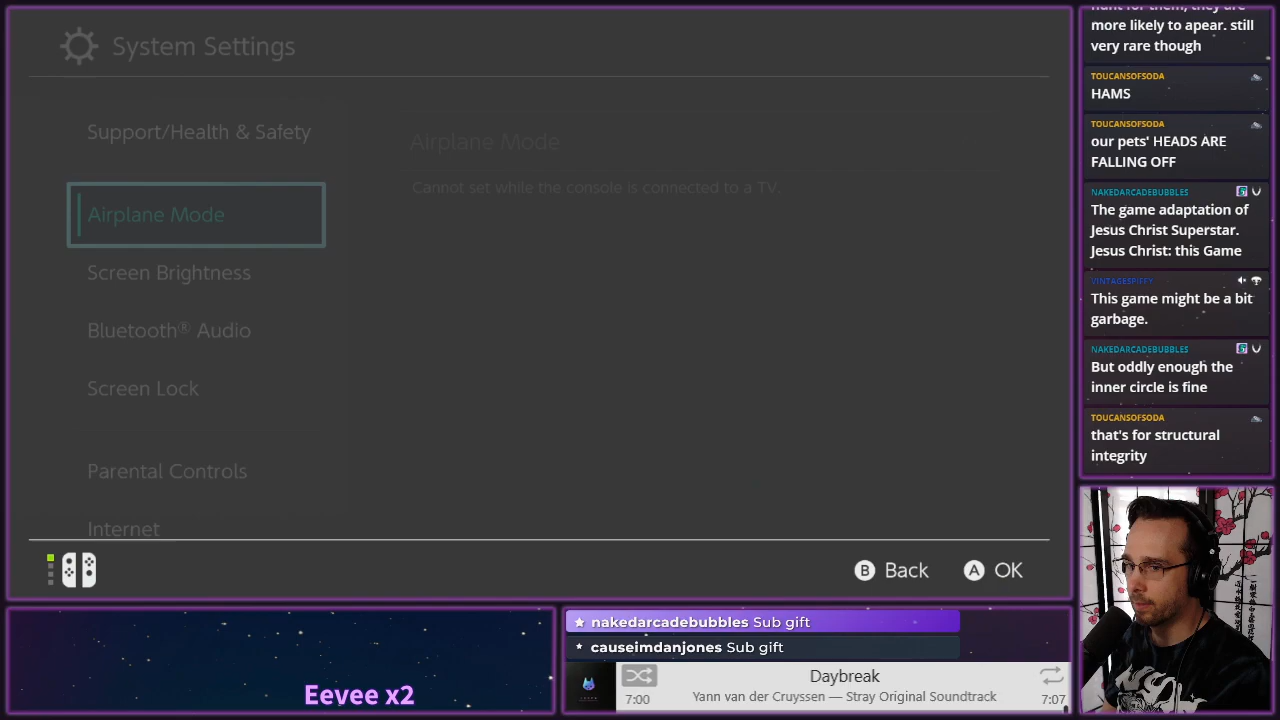 System Settings
Support/Health & Safety
Airplane Mode
Screen Brightness
Bluetooth® Audio
Screen Lock
Parental Controls
Internet
Airplane Mode
Cannot set while the console is connected to a TV.
B Back
A OK
more likely to apear. still
very rare though
TOUCANSOFSODA
HAMS
TOUCANSOFSODA
our pets' HEADS ARE
FALLING OFF
NAKEDARCADEBUBBLES
The game adaptation of
Jesus Christ Superstar.
Jesus Christ: this Game
VINTAGESPIFFY
This game might be a bit
garbage.
NAKEDARCADEBUBBLES
But oddly enough the
inner circle is fine
TOUCANSOFSODA
that's for structural
integrity
Eevee x2
nakedarcadebubbles Sub gift
causeimdanjones Sub gift
Daybreak
7:00
Yann van der Cruyssen — Stray Original Soundtrack
7:07